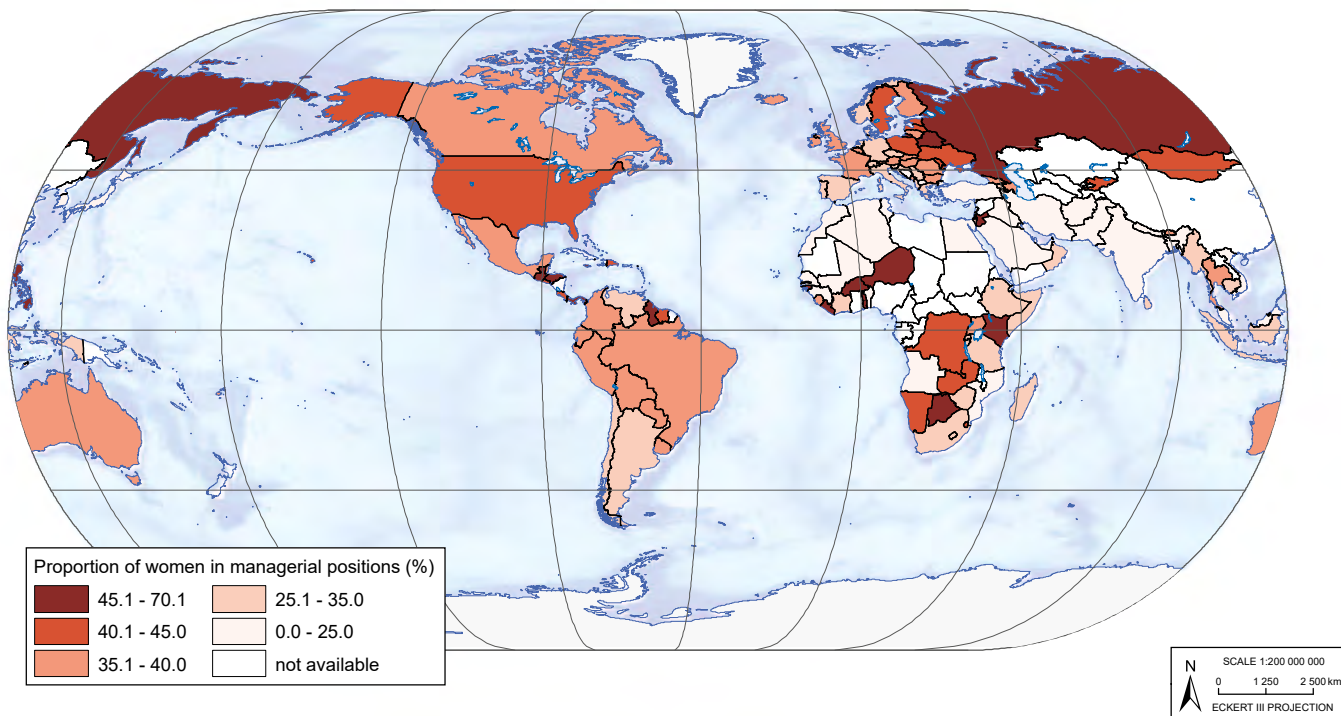 Proportion of women in managerial positions (%)
45.1 - 70.1
25.1 - 35.0
40.1 - 45.0
0.0 - 25.0
35.1 - 40.0
not available
N
SCALE 1:200 000 000
0 1 250 2 500 km
ECKERT III PROJECTION